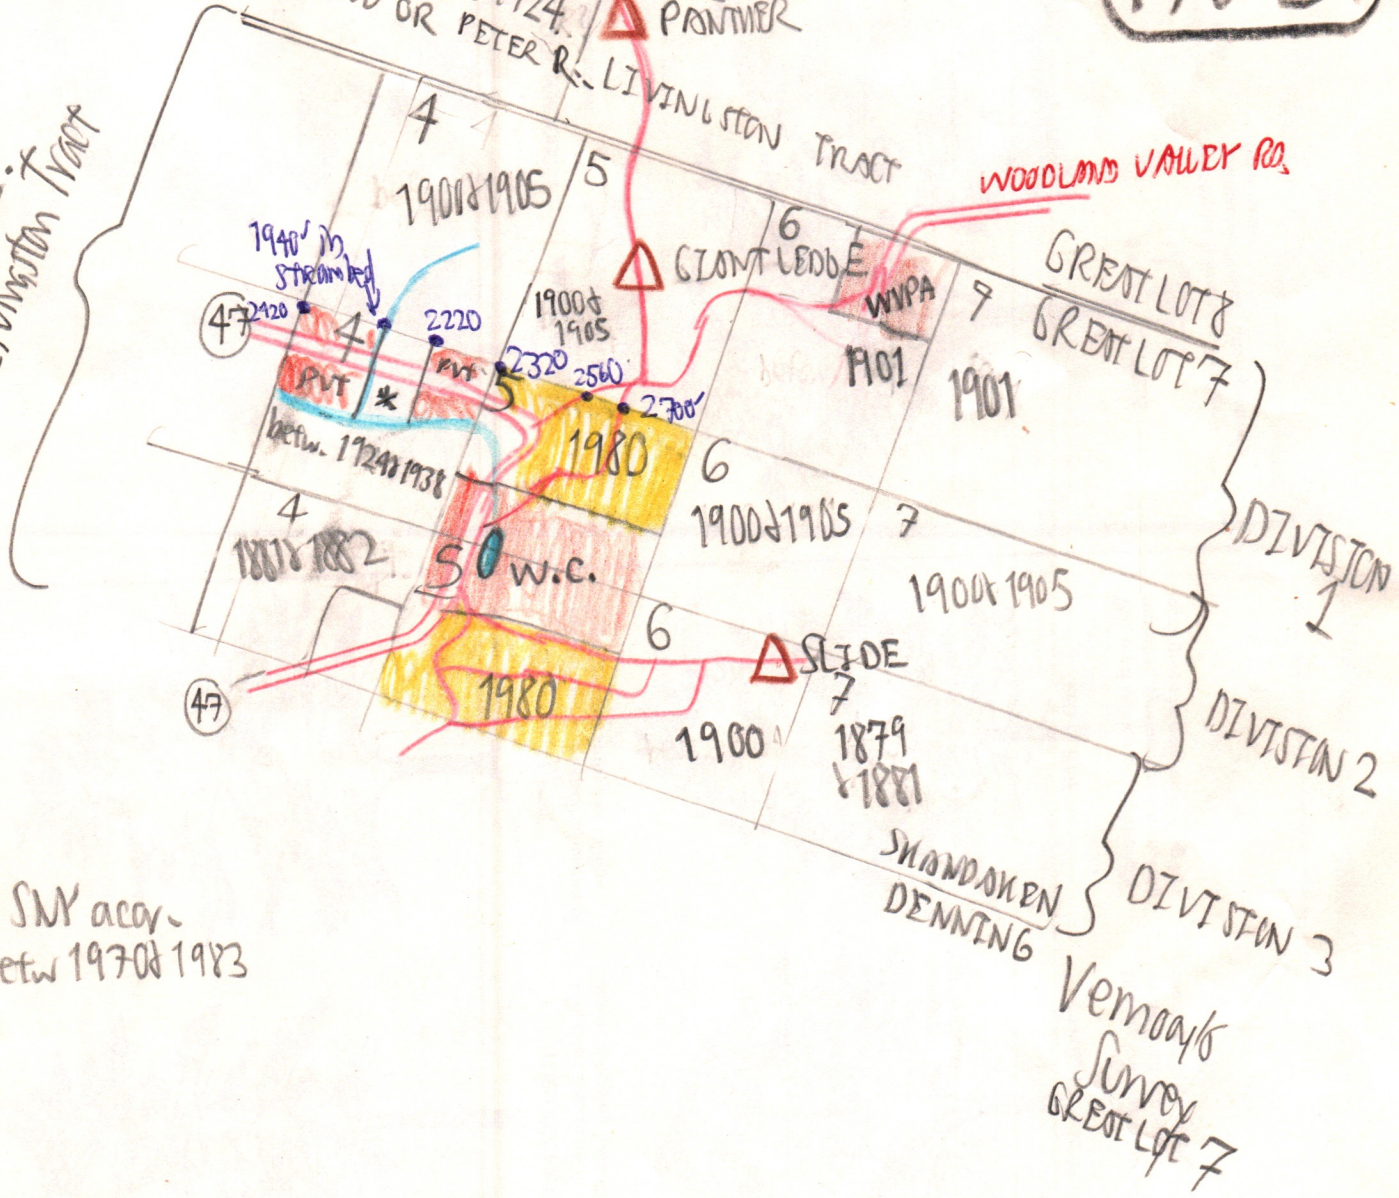 OR PETER R. LIVINGSTON TRACT
PANTHER
WOODLAND VALLEY RD.
Tract
4
1900 & 1905
5
6
GIANT LEDGE
WVPA
9
GREAT LOT 8
GREAT LOT 7
1940' in
streambed
47
2420
4
2220
1900 &
1905
2320
2560
2700'
1901
1901
PVT
*
PVT
5
1980
betw. 1924 & 1938
6
1900 & 1905
7
1900 & 1905
DIVISION
1
4
1881 & 1882
5
W.C.
6
SLIDE
7
1879
& 1881
47
1980
1900
DIVISION 2
SHANDAKEN
DENNING
DIVISION 3
SNY acqr.
betw 1970 & 1983
Survey
GREAT LOT 7